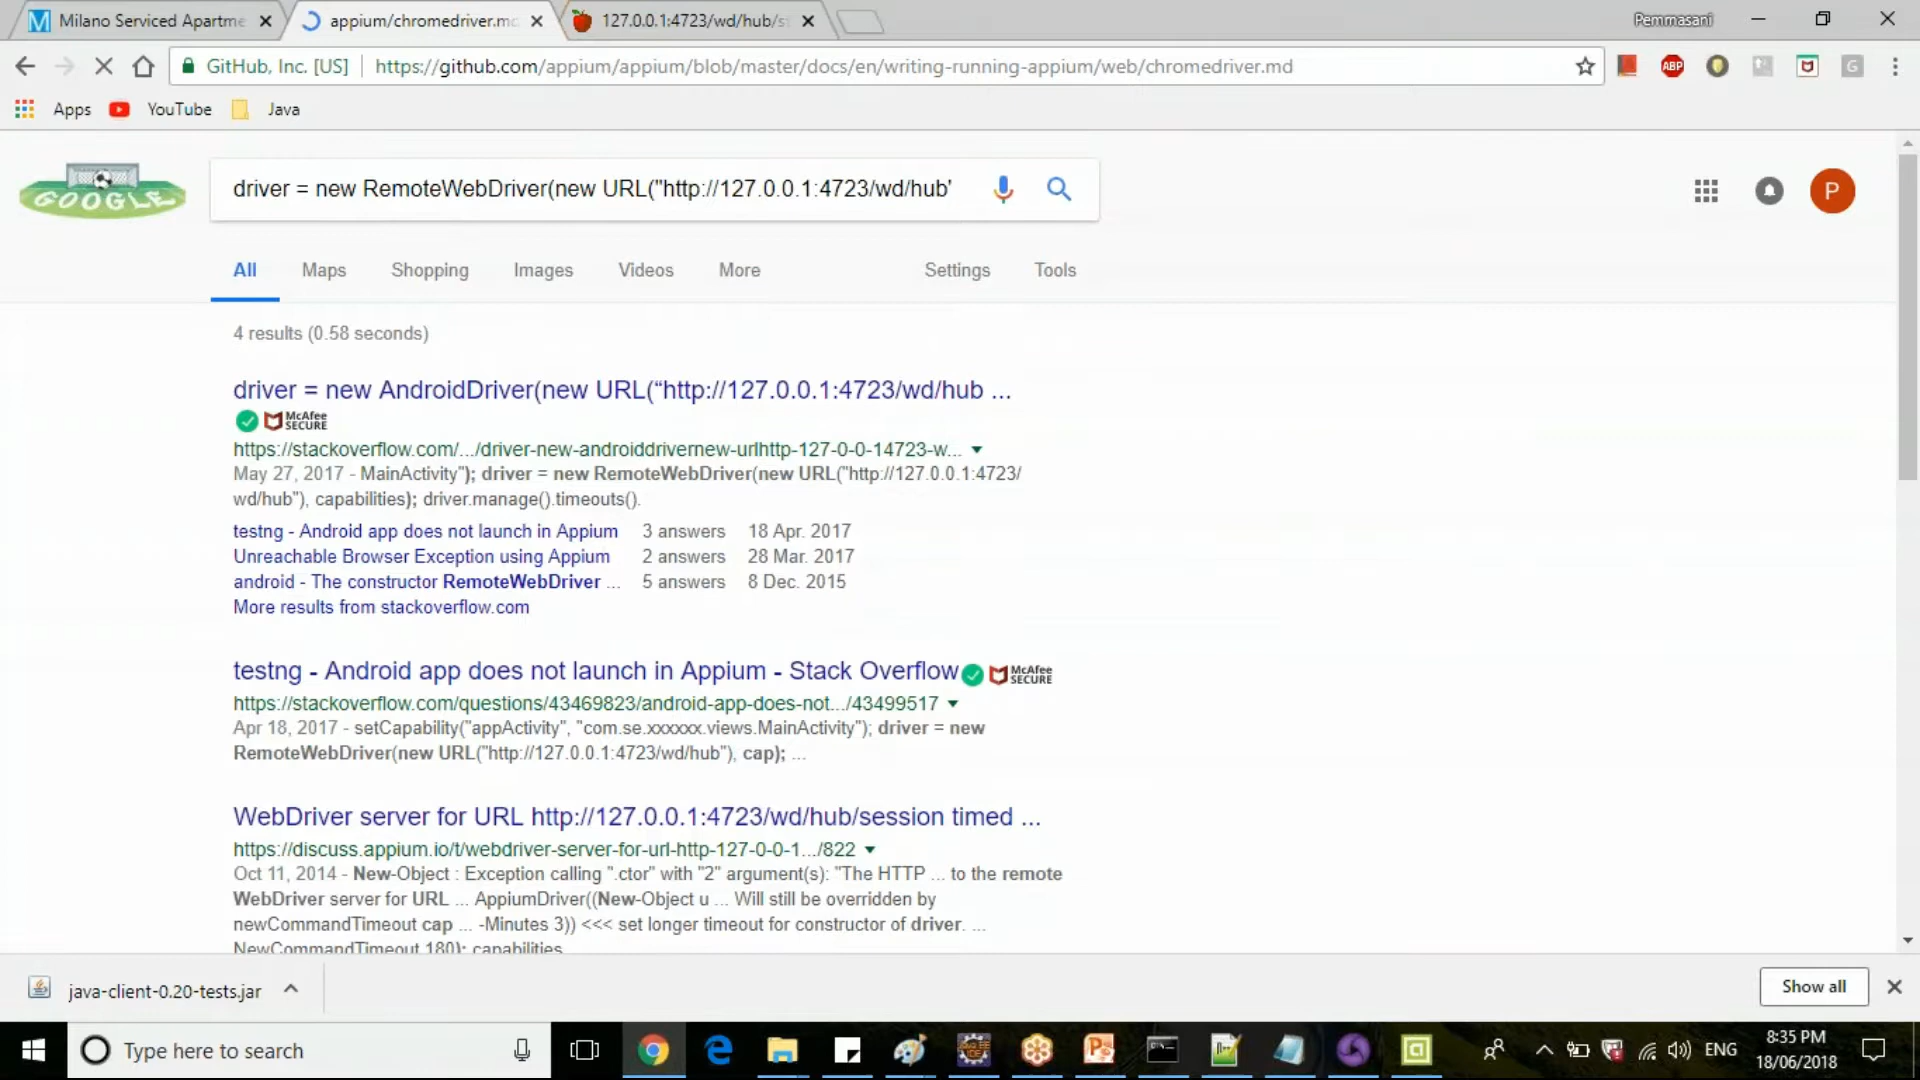 Milano Serviced Apartme
appium/chromedriver.md
127.0.0.1:4723/wd/hub/s
Pemmasani
GitHub, Inc. [US]
https://github.com/appium/appium/blob/master/docs/en/writing-running-appium/web/chromedriver.md
ABP
G
Apps
YouTube
Java
GOOGLE
driver = new RemoteWebDriver(new URL("http://127.0.0.1:4723/wd/hub'
P
All
Maps
Shopping
Images
Videos
More
Settings
Tools
4 results (0.58 seconds)
driver = new AndroidDriver(new URL(“http://127.0.0.1:4723/wd/hub ...
McAfee
SECURE
https://stackoverflow.com/.../driver-new-androiddrivernew-urlhttp-127-0-0-14723-w...
May 27, 2017 - MainActivity"); driver = new RemoteWebDriver(new URL("http://127.0.0.1:4723/
wd/hub"), capabilities); driver.manage().timeouts().
testng - Android app does not launch in Appium 3 answers 18 Apr. 2017
Unreachable Browser Exception using Appium 2 answers 28 Mar. 2017
android - The constructor RemoteWebDriver ... 5 answers 8 Dec. 2015
More results from stackoverflow.com
testng - Android app does not launch in Appium - Stack Overflow
McAfee
SECURE
https://stackoverflow.com/questions/43469823/android-app-does-not.../43499517
Apr 18, 2017 - setCapability("appActivity", "com.se.xxxxxx.views.MainActivity"); driver = new
RemoteWebDriver(new URL("http://127.0.0.1:4723/wd/hub"), cap); ...
WebDriver server for URL http://127.0.0.1:4723/wd/hub/session timed ...
https://discuss.appium.io/t/webdriver-server-for-url-http-127-0-0-1.../822
Oct 11, 2014 - New-Object : Exception calling ".ctor" with "2" argument(s): "The HTTP ... to the remote
WebDriver server for URL ... AppiumDriver((New-Object u ... Will still be overridden by
newCommandTimeout cap ... -Minutes 3)) <<< set longer timeout for constructor of driver. ...
NewCommandTimeout 180); capabilities
java-client-0.20-tests.jar
Show all
Type here to search
ENG
8:35 PM
18/06/2018